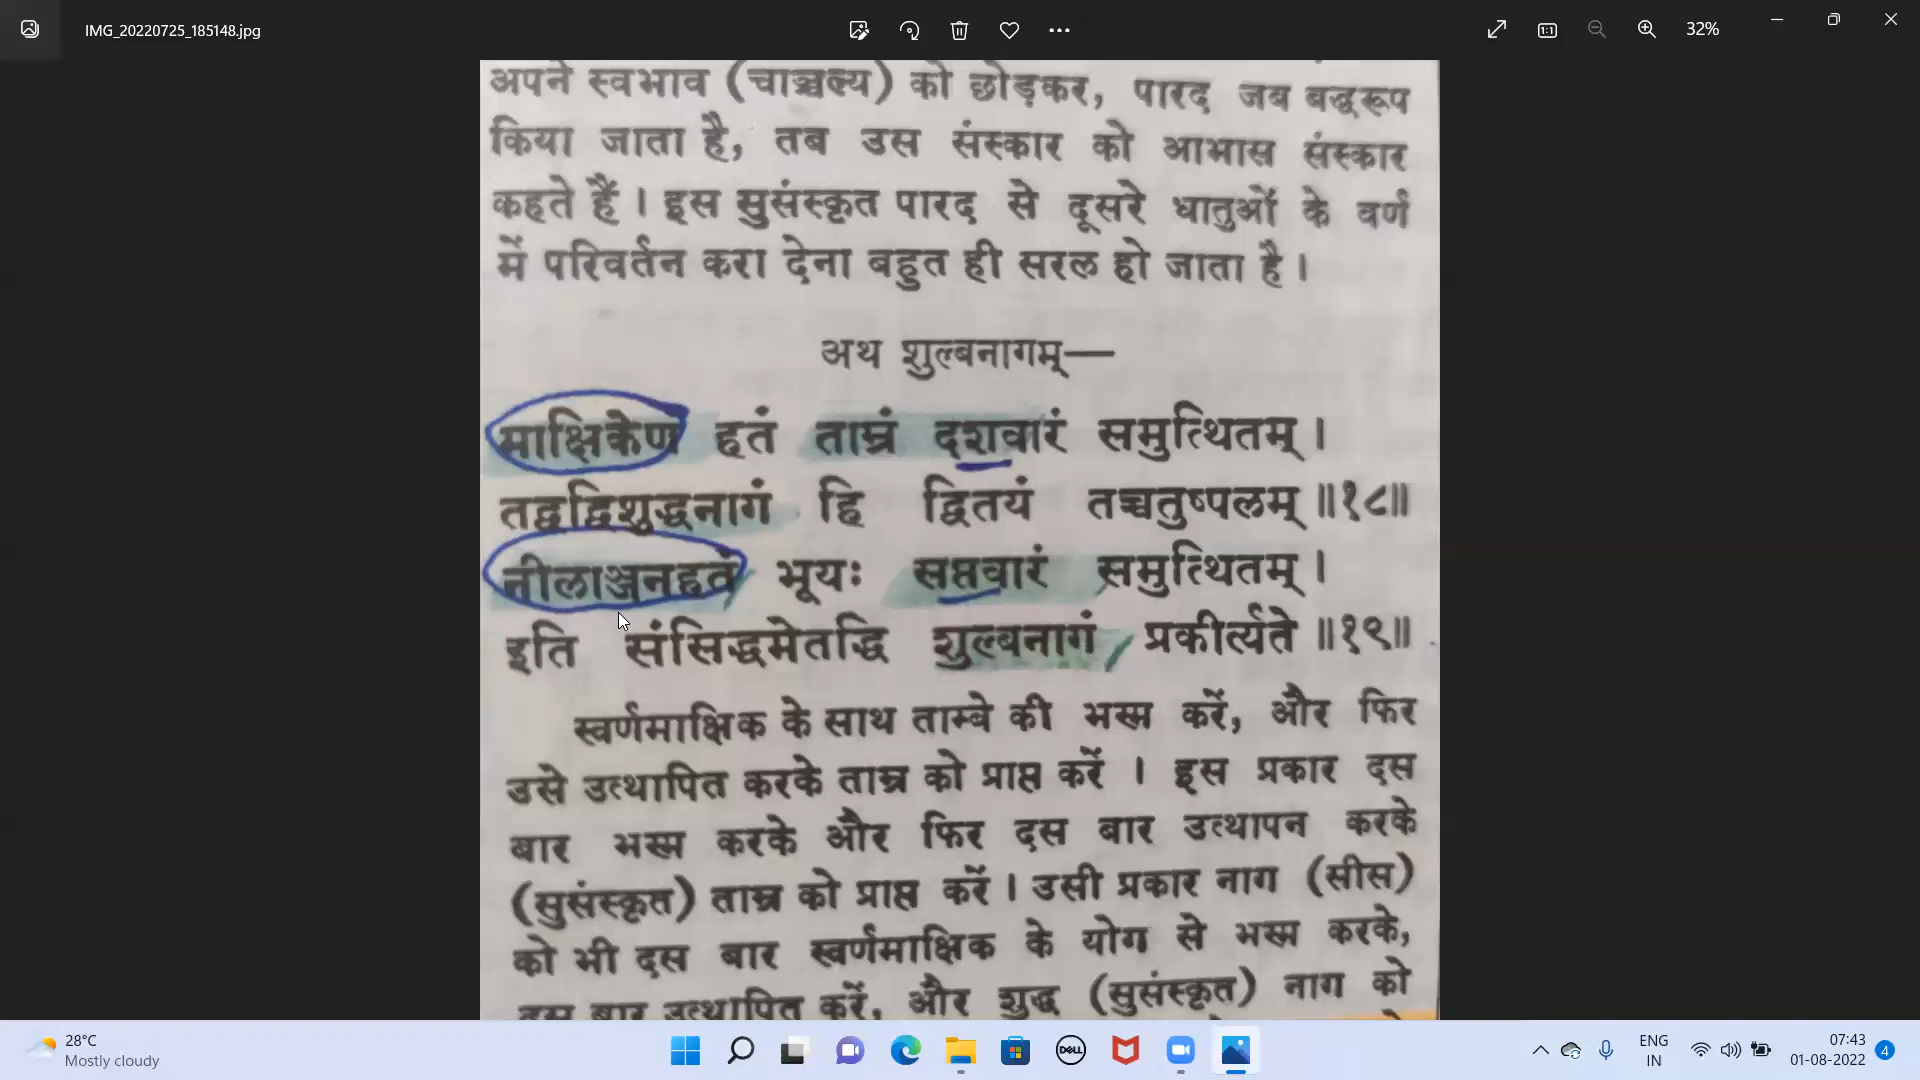 IMG_20220725_185148.jpg
32%
अपने स्वभाव (चाञ्चल्य) को छोड़कर, पारद जब बद्धरूप
किया जाता है, तब उस संस्कार को आभास संस्कार
कहते हैं । इस सुसंस्कृत पारद से दूसरे धातुओं के वर्ण
में परिवर्तन करा देना बहुत ही सरल हो जाता है ।
अथ शुल्बनागम्—
माक्षिकेण हतं ताम्रं दशवारं समुत्थितम् ।
तद्वद्विशुद्धनागं हि द्वितयं तच्चतुष्पलम् ॥१८॥
नीलाञ्जनहतं भूयः सप्तवारं समुत्थितम् ।
इति संसिद्धमेतद्धि शुल्बनागं प्रकीर्त्यते ॥१९॥
स्वर्णमाक्षिक के साथ ताम्बे की भस्म करें, और फिर
उसे उत्थापित करके ताम्र को प्राप्त करें । इस प्रकार दस
बार भस्म करके और फिर दस बार उत्थापन करके
(सुसंस्कृत) ताम्र को प्राप्त करें । उसी प्रकार नाग (सीस)
को भी दस बार स्वर्णमाक्षिक के योग से भस्म करके,
दस बार उत्थापित करें, और शुद्ध (सुसंस्कृत) नाग को
28°C
Mostly cloudy
DELL
ENG
IN
07:43
01-08-2022
4